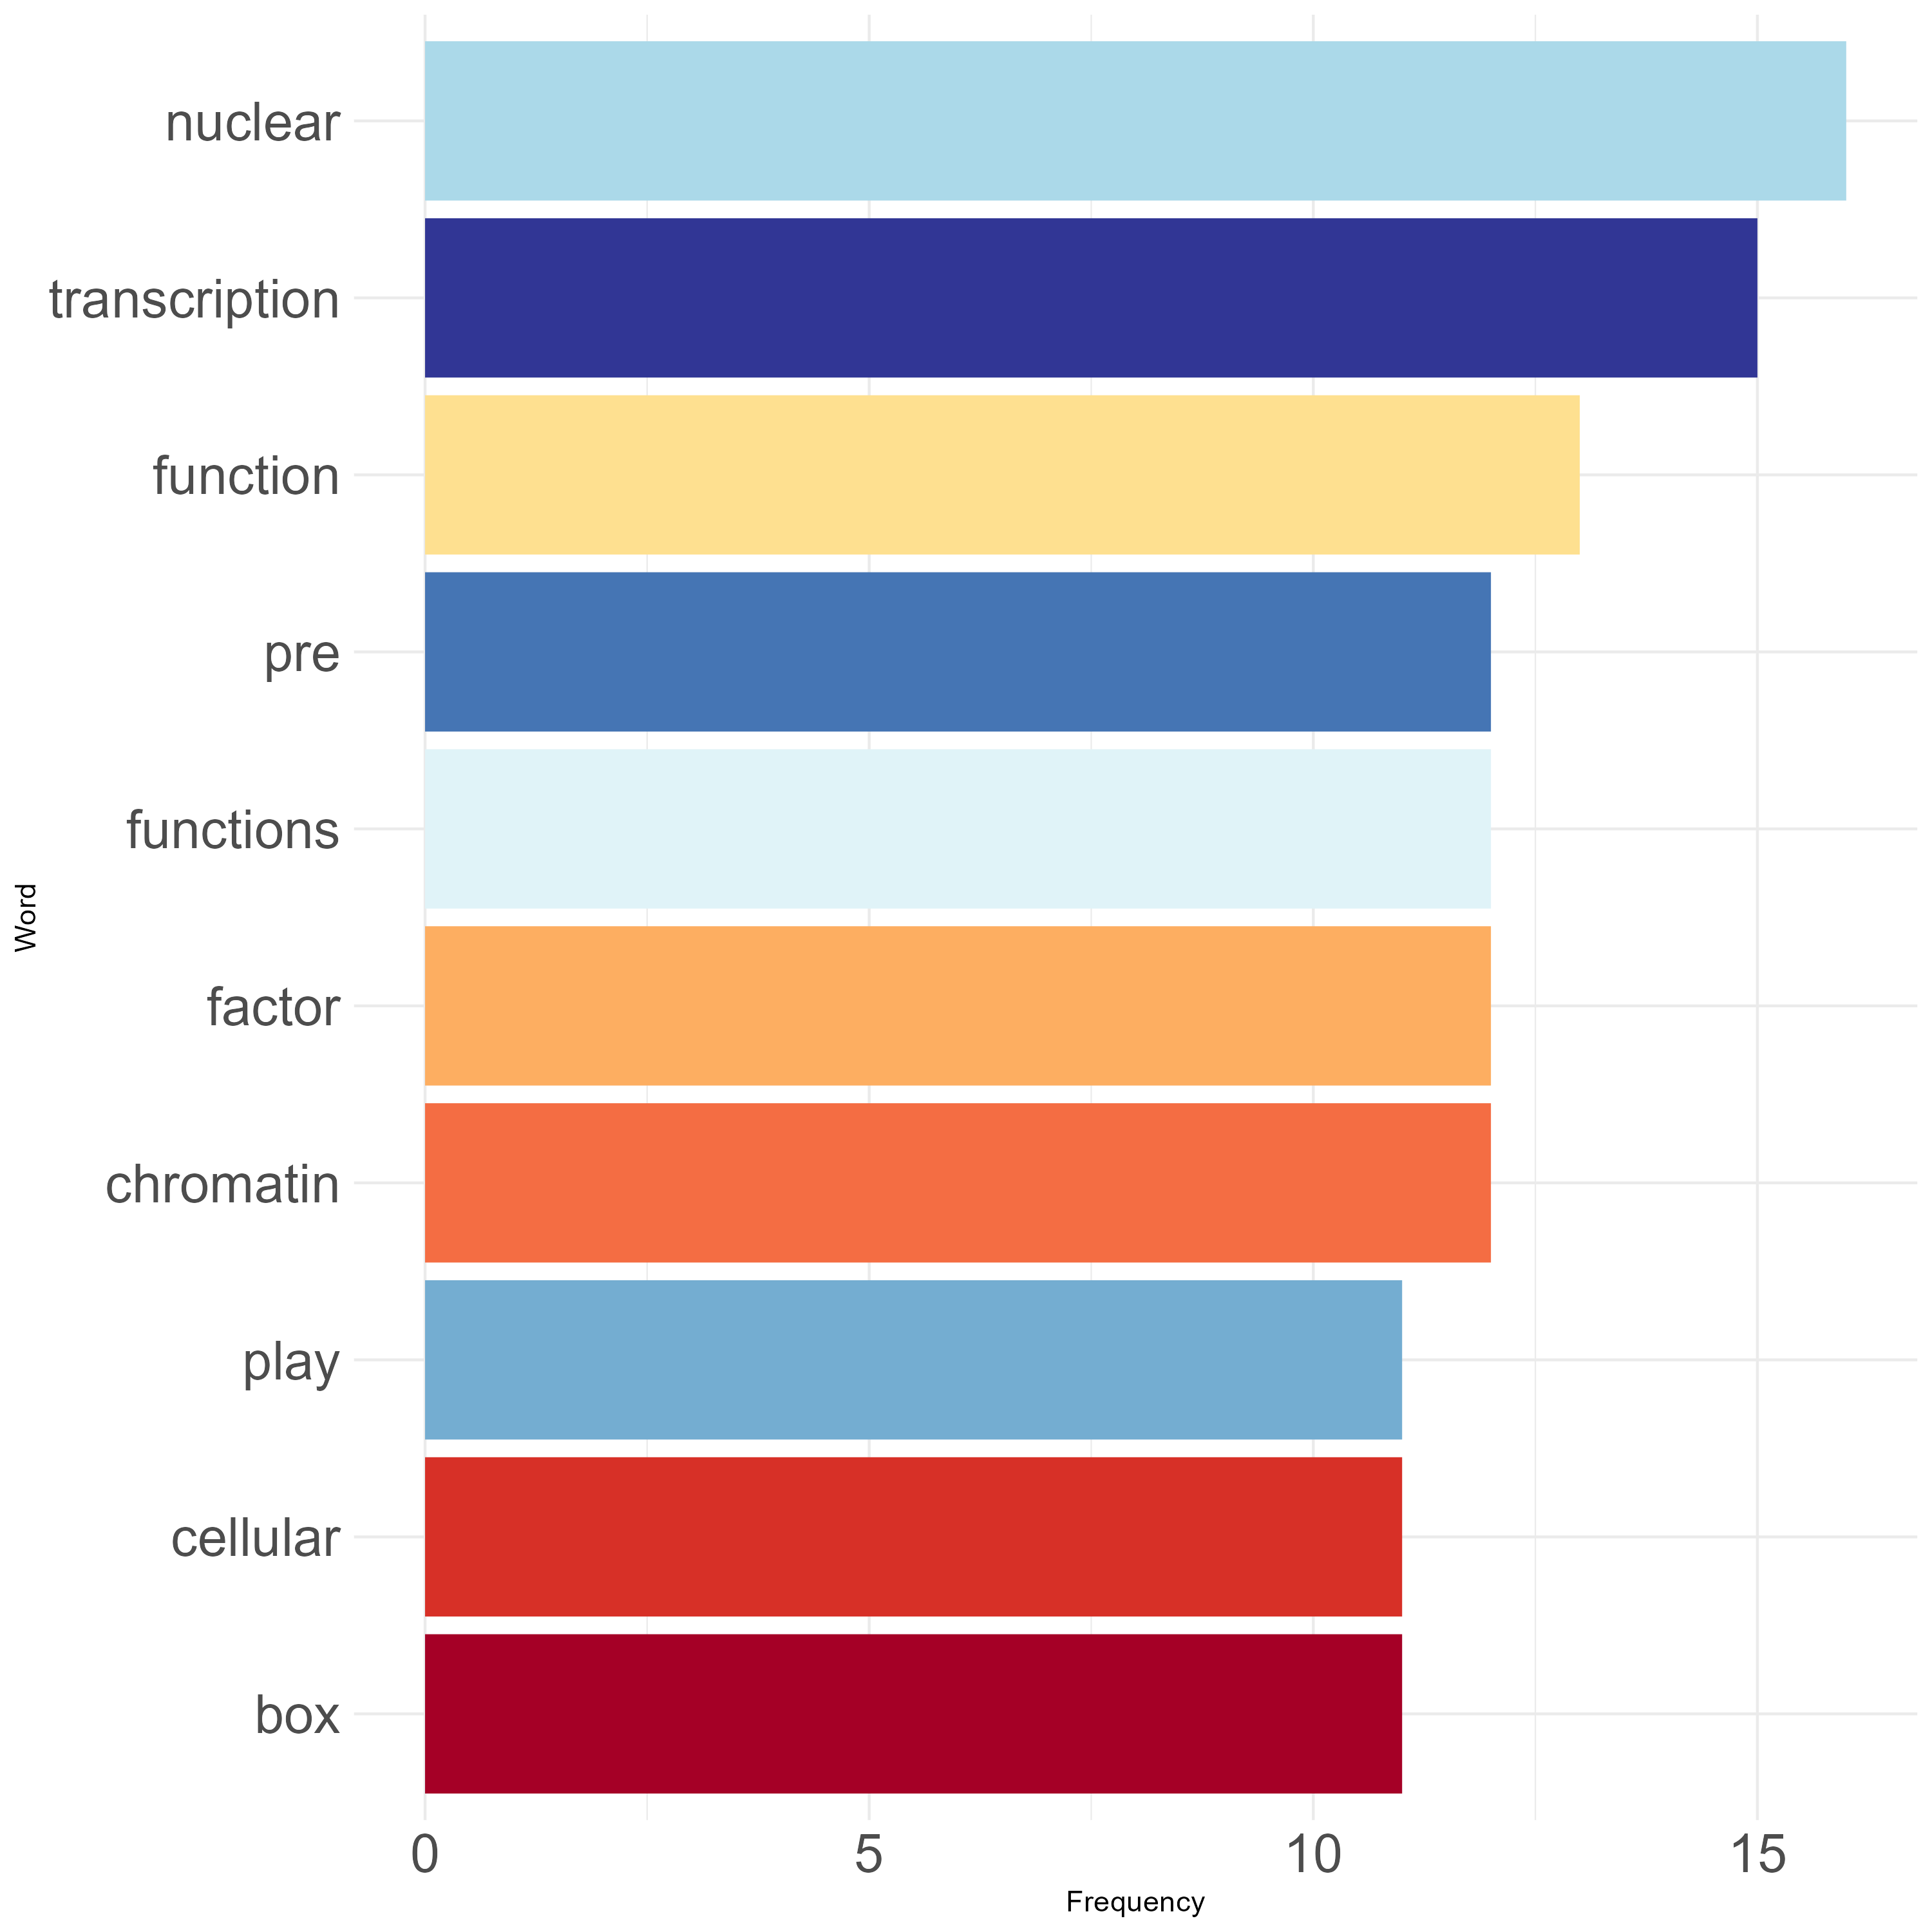 nuclear
transcription
function
pre
functions
factor
chromatin
play
cellular
box
Word
0 5 10 15
Frequency